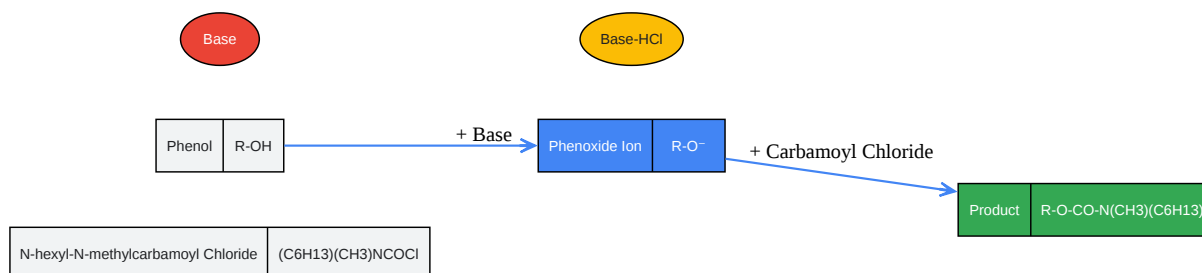 Base
Base-HCl
Phenol
R-OH
+ Base
Phenoxide Ion
R-O⁻
+ Carbamoyl Chloride
Product
R-O-CO-N(CH3)(C6H13)
N-hexyl-N-methylcarbamoyl Chloride
(C6H13)(CH3)NCOCl